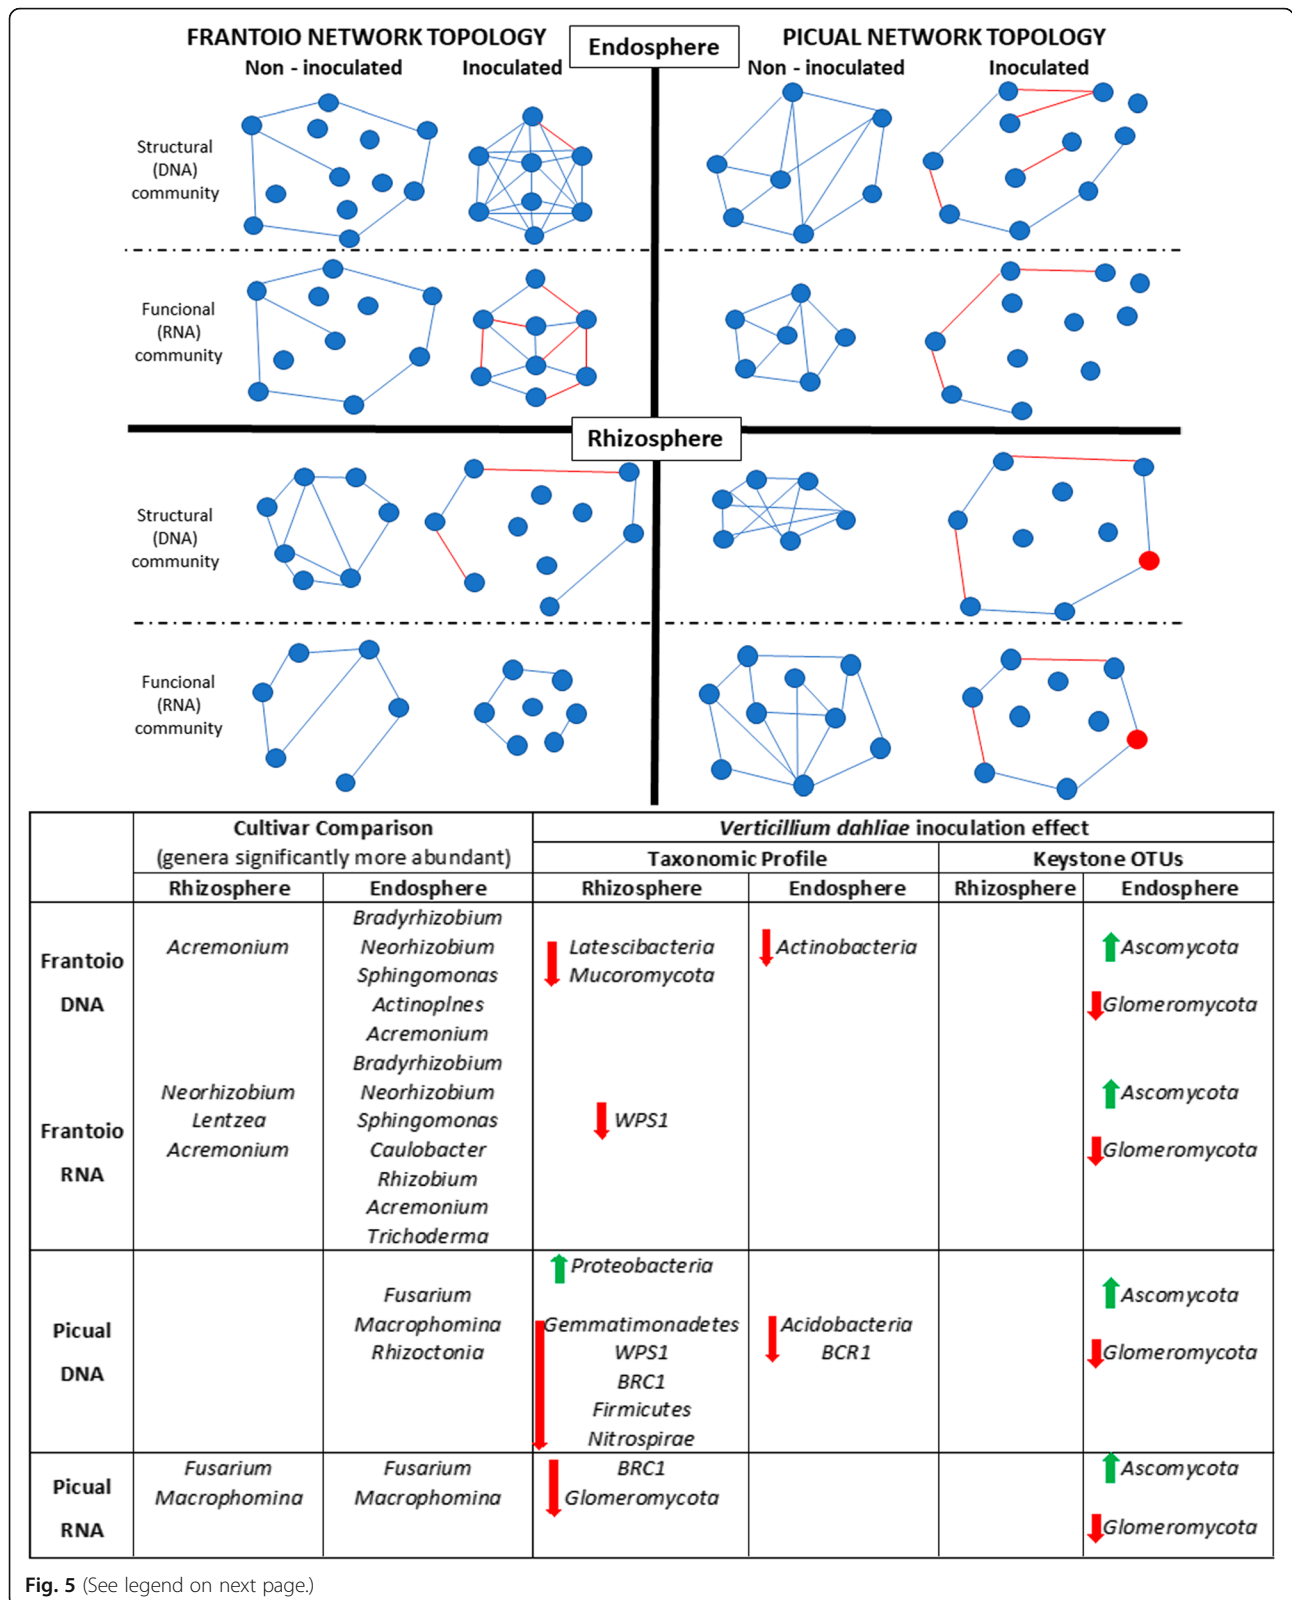 FRANTOIO NETWORK TOPOLOGY
Endosphere
PICUAL NETWORK TOPOLOGY
Non - inoculated
Inoculated
Non - inoculated
Inoculated
Structural
(DNA)
community
Funcional
(RNA)
community
Rhizosphere
Structural
(DNA)
community
Funcional
(RNA)
community
Cultivar Comparison
(genera significantly more abundant)
Verticillium dahliae inoculation effect
Taxonomic Profile
Keystone OTUs
Rhizosphere
Endosphere
Rhizosphere
Endosphere
Rhizosphere
Endosphere
Frantoio
DNA
Acremonium
Bradyrhizobium
Neorhizobium
Sphingomonas
Actinoplnes
Acremonium
Latescibacteria
Mucoromycota
Actinobacteria
Ascomycota
Glomeromycota
Frantoio
RNA
Neorhizobium
Lentzea
Acremonium
Bradyrhizobium
Neorhizobium
Sphingomonas
Caulobacter
Rhizobium
Acremonium
Trichoderma
WPS1
Ascomycota
Glomeromycota
Picual
DNA
Fusarium
Macrophomina
Rhizoctonia
Proteobacteria
Gemmatimonadetes
WPS1
BRC1
Firmicutes
Nitrospirae
Acidobacteria
BCR1
Ascomycota
Glomeromycota
Picual
RNA
Fusarium
Macrophomina
Fusarium
Macrophomina
BRC1
Glomeromycota
Ascomycota
Glomeromycota
Fig. 5 (See legend on next page.)